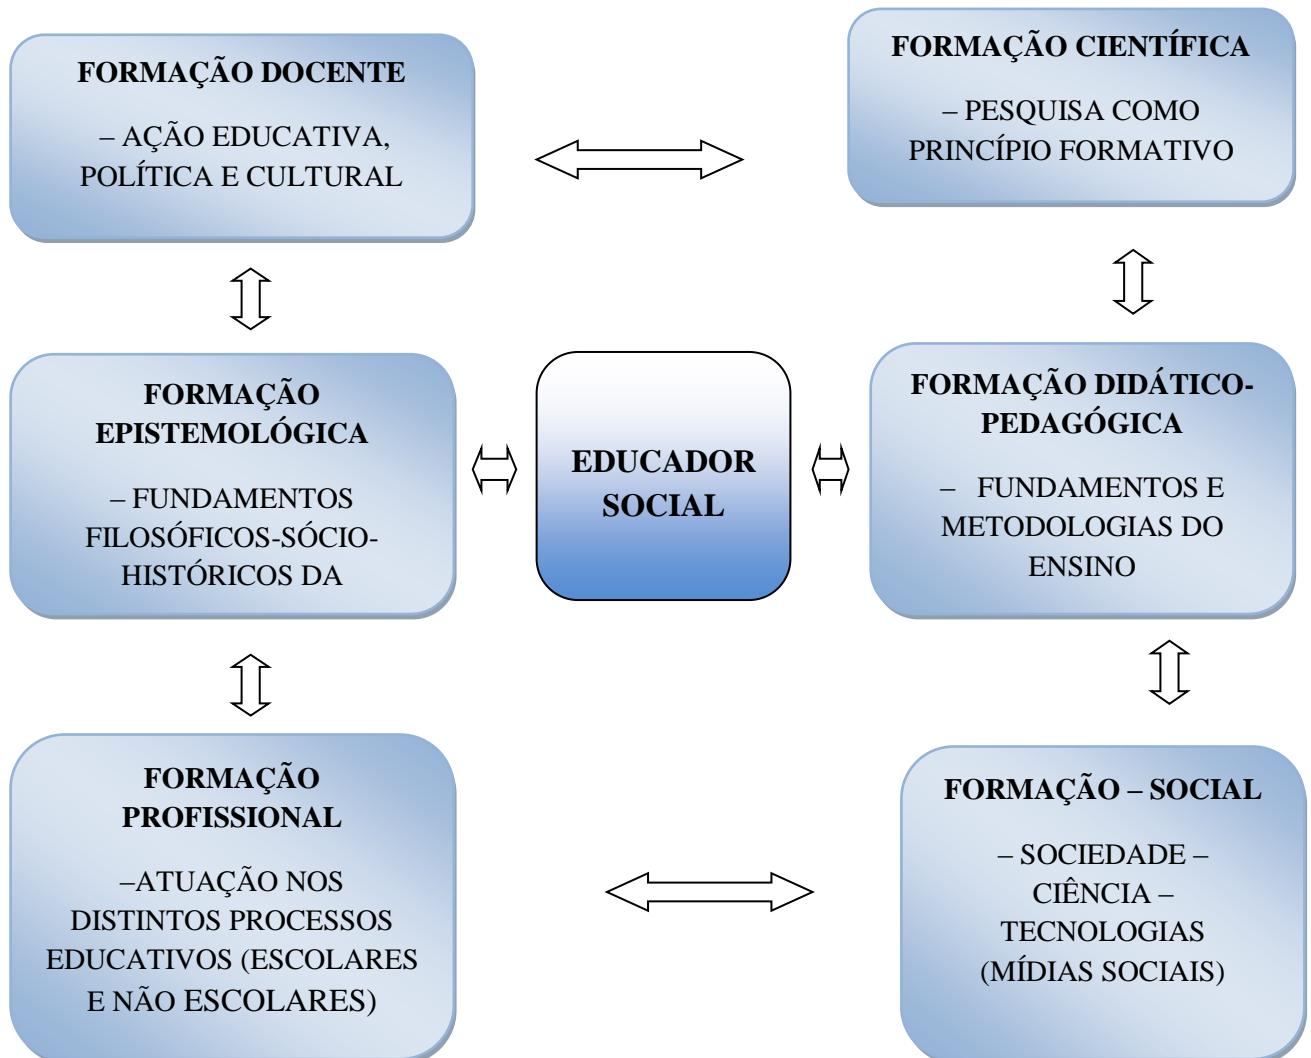 FORMAÇÃO DOCENTE
– AÇÃO EDUCATIVA,
POLÍTICA E CULTURAL
FORMAÇÃO CIENTÍFICA
– PESQUISA COMO
PRINCÍPIO FORMATIVO
FORMAÇÃO
EPISTEMOLÓGICA
– FUNDAMENTOS
FILOSÓFICOS-SÓCIO-
HISTÓRICOS DA
EDUCADOR
SOCIAL
FORMAÇÃO DIDÁTICO-
PEDAGÓGICA
– FUNDAMENTOS E
METODOLOGIAS DO
ENSINO
FORMAÇÃO
PROFISSIONAL
–ATUAÇÃO NOS
DISTINTOS PROCESSOS
EDUCATIVOS (ESCOLARES
E NÃO ESCOLARES)
FORMAÇÃO – SOCIAL
– SOCIEDADE –
CIÊNCIA –
TECNOLOGIAS
(MÍDIAS SOCIAIS)